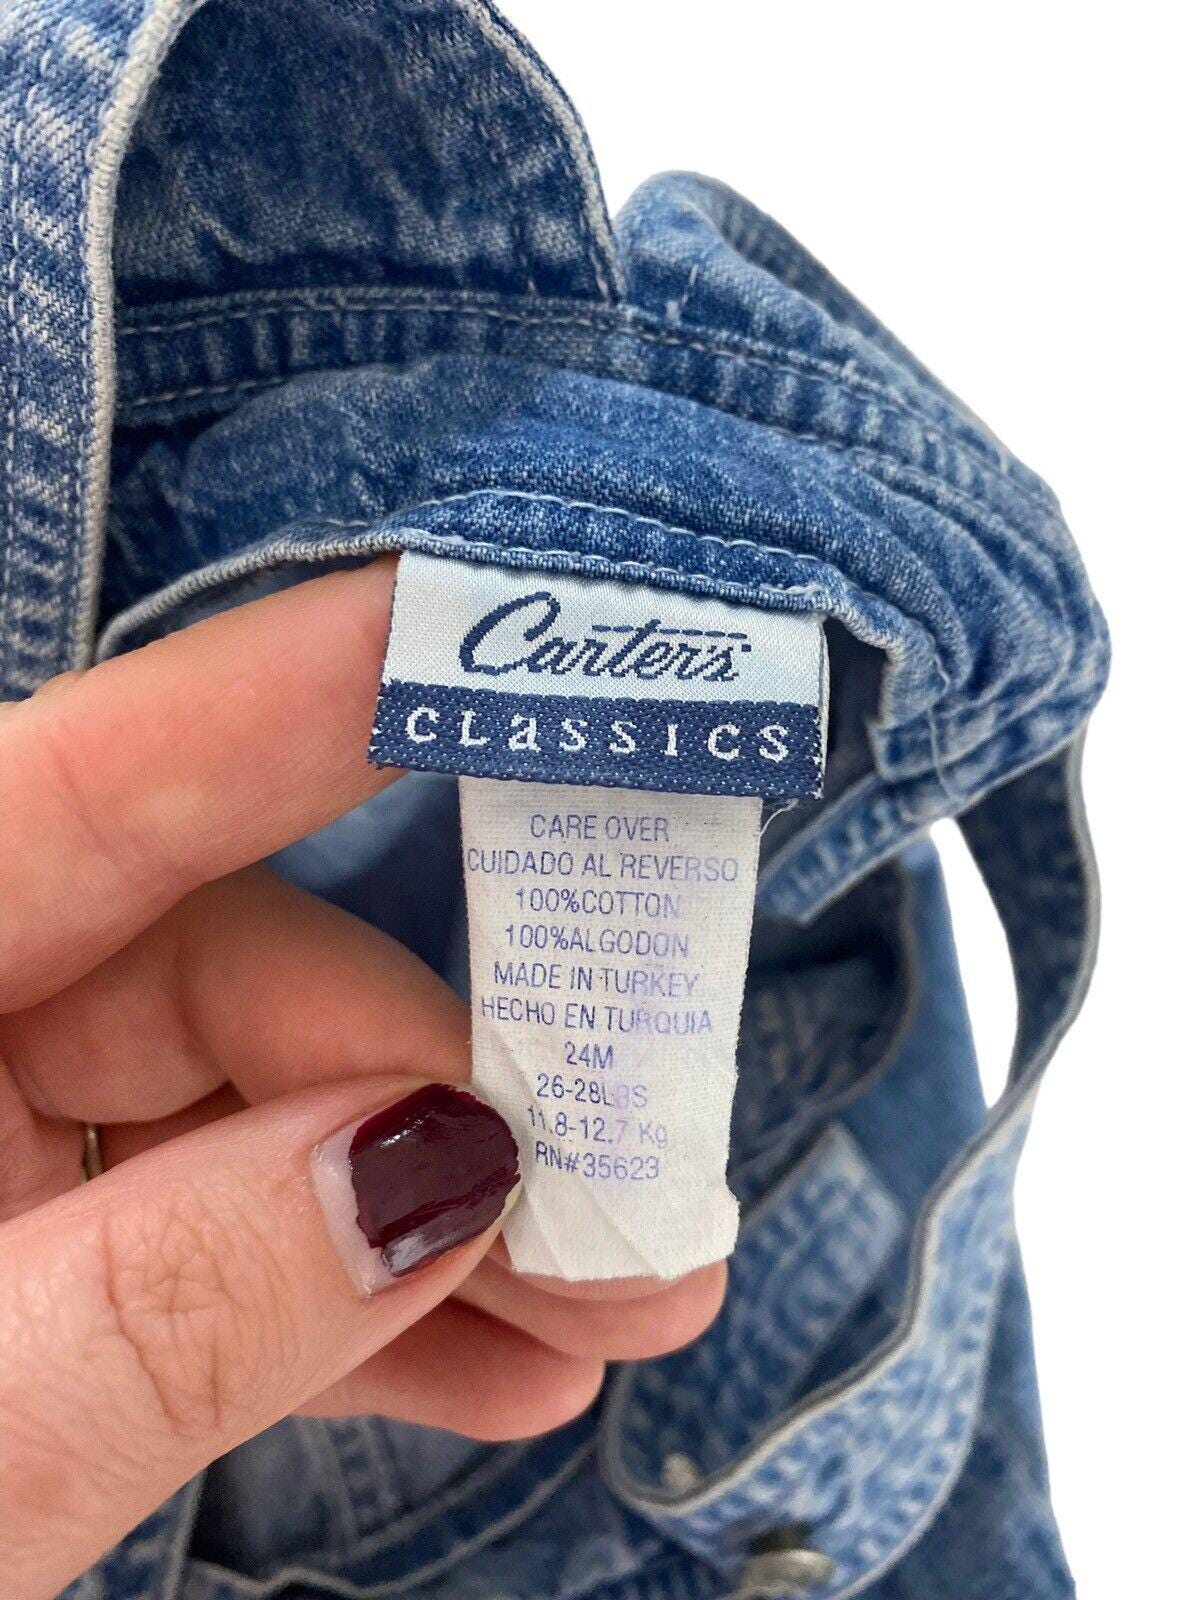 Carter's
CLassics
CARE OVER
CUIDADO AL REVERSO
100%COTTON
100%ALGODON
MADE IN TURKEY
HECHO EN TURQUIA
24M
26-28LBS
11.8-12.7 Kg
RN#35623